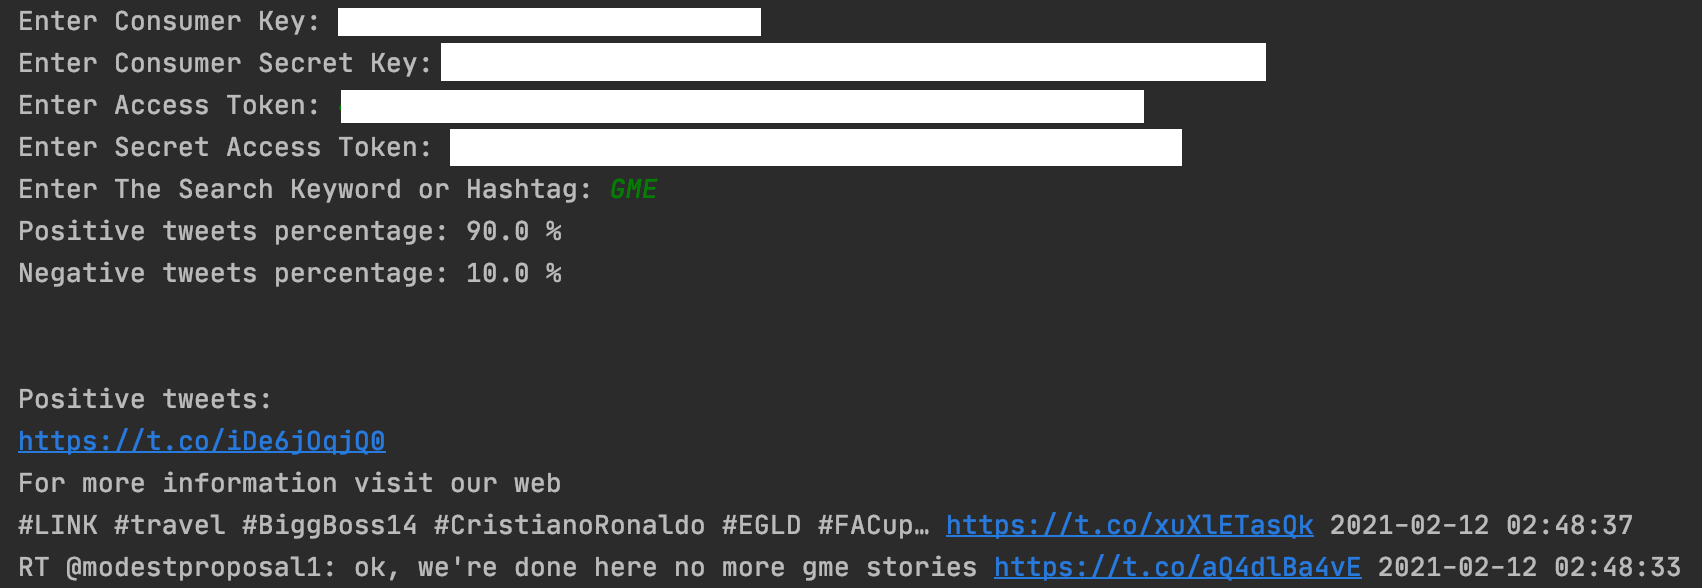 Enter Consumer Key:
Enter Consumer Secret Key:
Enter Access Token:
Enter Secret Access Token:
Enter The Search Keyword or Hashtag: GME
Positive tweets percentage: 90.0 %
Negative tweets percentage: 10.0 %
Positive tweets:
https://t.co/iDe6jOqjQ0
For more information visit our web
#LINK #travel #BiggBoss14 #CristianoRonaldo #EGLD #FACup… https://t.co/xuXlETasQk 2021-02-12 02:48:37
RT @modestproposal1: ok, we're done here no more gme stories https://t.co/aQ4dlBa4vE 2021-02-12 02:48:33